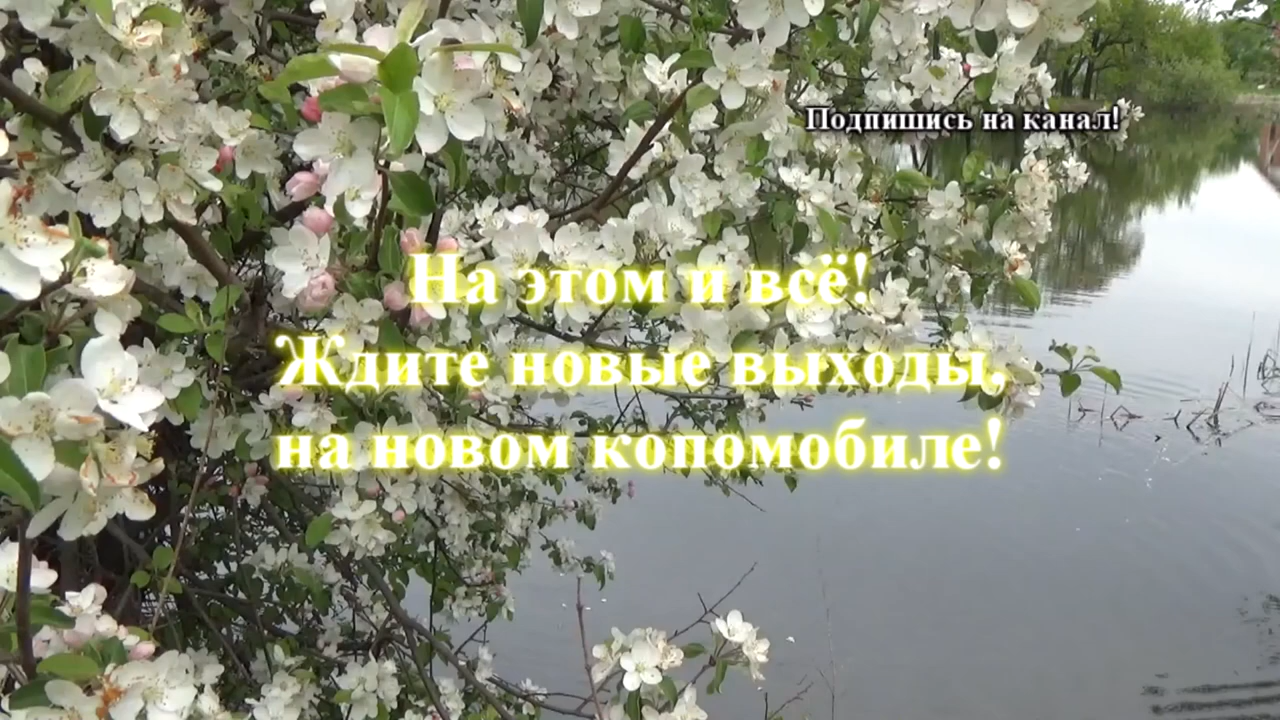 Подпишись на канал!
На этом и всё!
Ждите новые выходы,
на новом копомобиле!